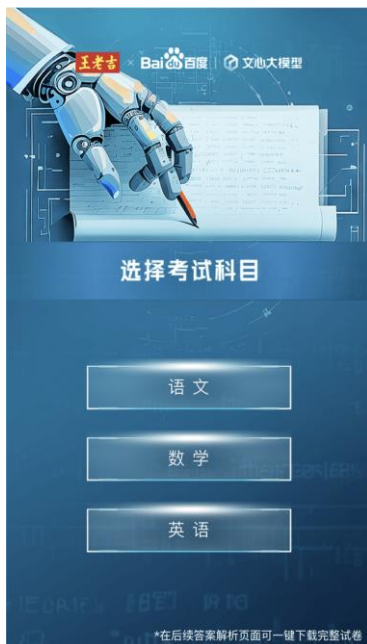 王老吉 × Bai百度 | 文心大模型
选择考试科目
语文
数学
英语
*在后续答案解析页面可一键下载完整试卷